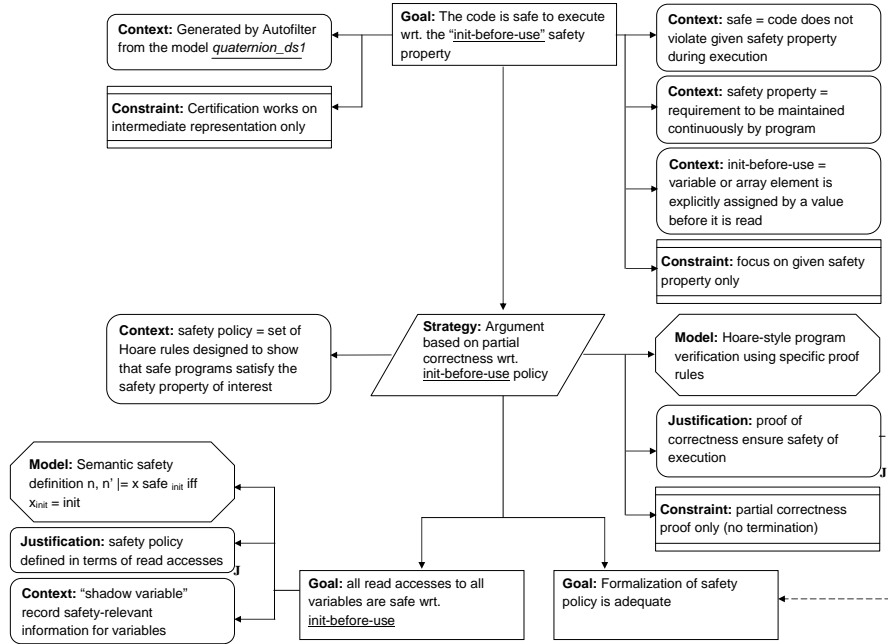 Context: Generated by Autofilter
from the model quaternion_ds1
Constraint: Certification works on
intermediate representation only
Goal: The code is safe to execute
wrt. the “init-before-use” safety
property
Context: safe = code does not
violate given safety property
during execution
Context: safety property =
requirement to be maintained
continuously by program
Context: init-before-use =
variable or array element is
explicitly assigned by a value
before it is read
Constraint: focus on given safety
property only
Context: safety policy = set of
Hoare rules designed to show
that safe programs satisfy the
safety property of interest
Strategy: Argument
based on partial
correctness wrt.
init-before-use policy
Model: Hoare-style program
verification using specific proof
rules
Justification: proof of
correctness ensure safety of
execution
J
Constraint: partial correctness
proof only (no termination)
Model: Semantic safety
definition n, n' |= x safe init iff
xinit = init
Justification: safety policy
defined in terms of read accesses
J
Context: “shadow variable”
record safety-relevant
information for variables
Goal: all read accesses to all
variables are safe wrt.
init-before-use
Goal: Formalization of safety
policy is adequate